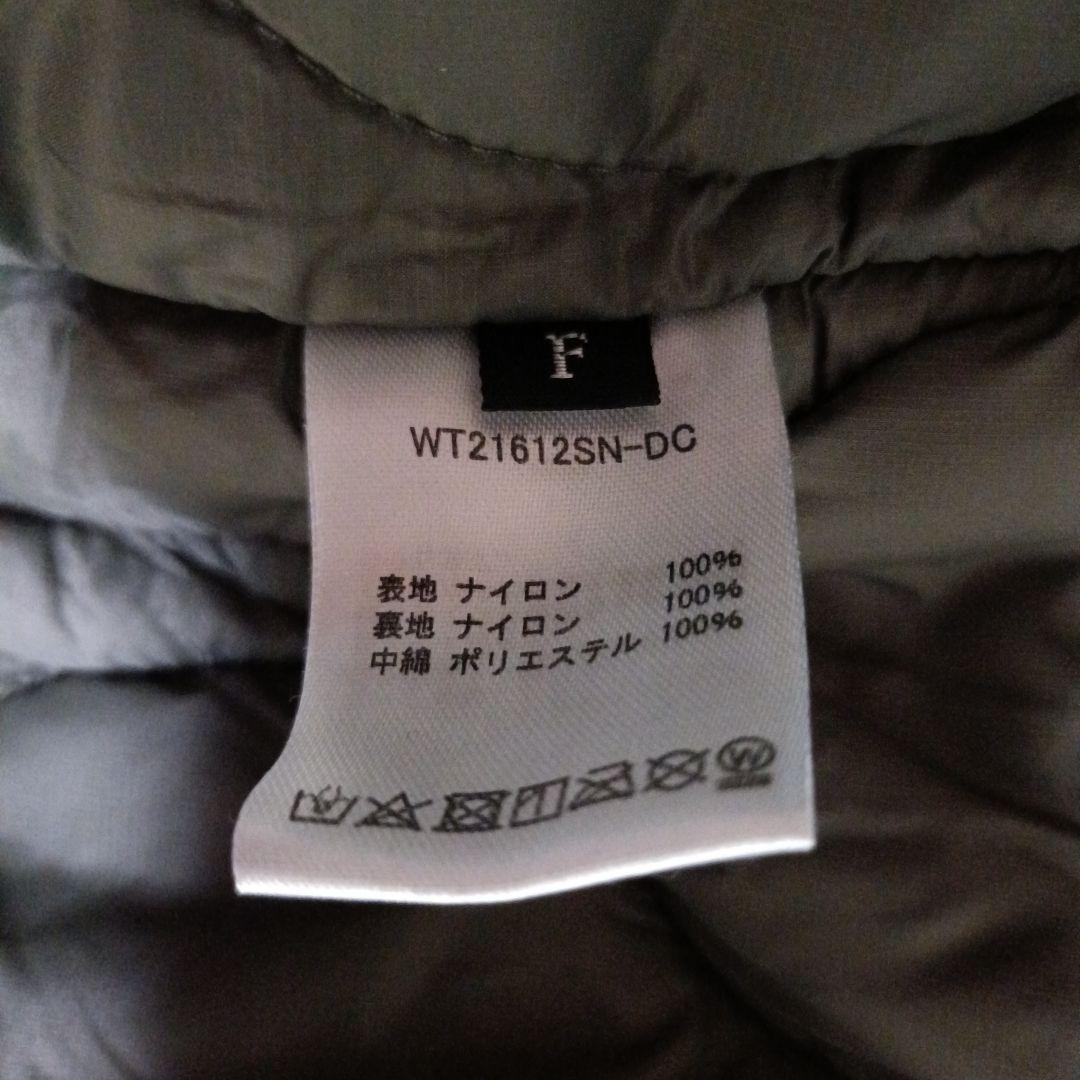 F
WT21612SN-DC
表地 ナイロン 100%
裏地 ナイロン 100%
中綿 ポリエステル 100%
W